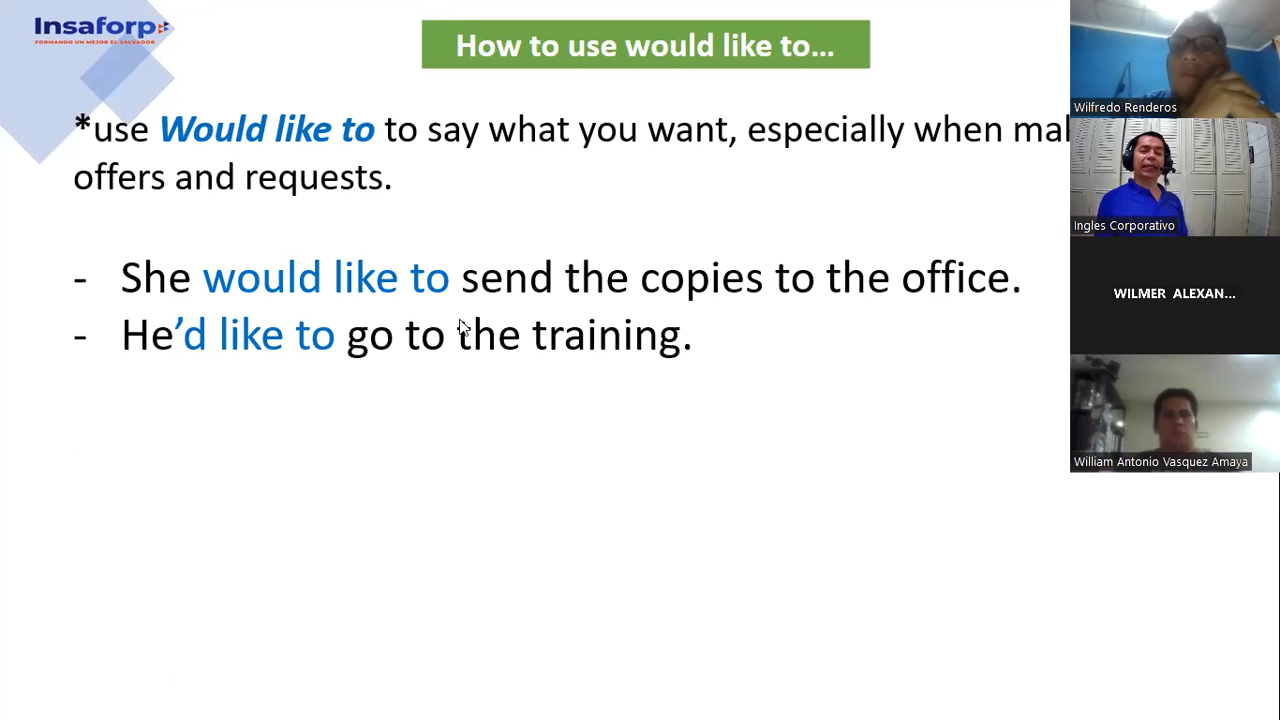 Insaforp
FORMANDO UN MEJOR EL SALVADOR
How to use would like to...
*use Would like to to say what you want, especially when
offers and requests.
- She would like to send the copies to the office.
- He'd like to go to the training.
Wilfredo Renderos
Ingles Corporativo
WILMER ALEXAN...
William Antonio Vasquez Amaya